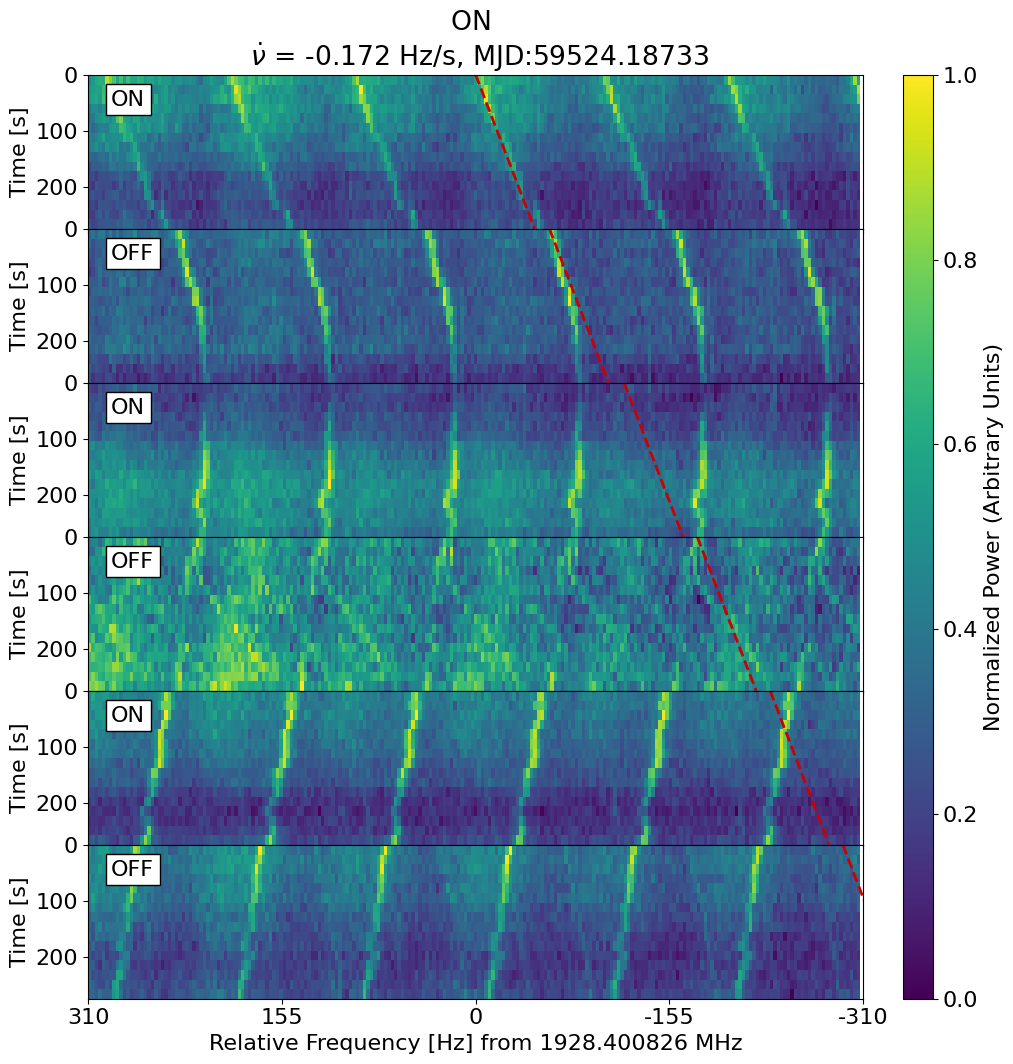 ON
ν̇ = -0.172 Hz/s, MJD:59524.18733
0
ON
100
Time [s]
200
0
OFF
100
Time [s]
200
0
ON
100
Time [s]
200
0
OFF
100
Time [s]
200
0
ON
100
Time [s]
200
0
OFF
100
Time [s]
200
310 155 0 -155 -310
Relative Frequency [Hz] from 1928.400826 MHz
1.0
0.8
0.6
0.4
0.2
0.0
Normalized Power (Arbitrary Units)